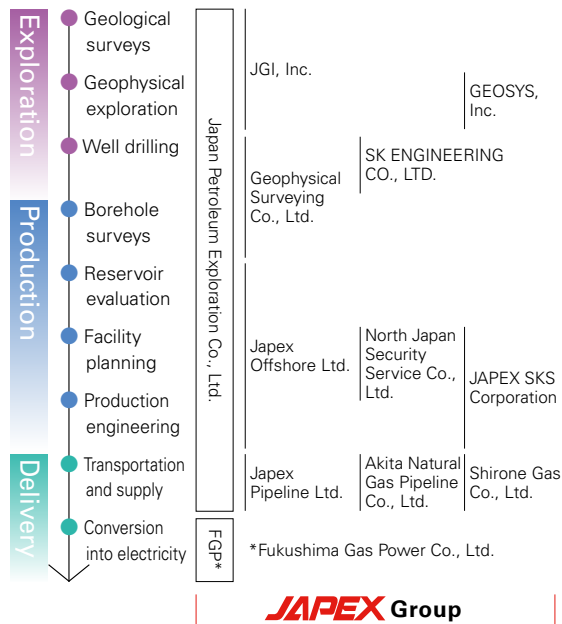 Exploration
Geological
surveys
Geophysical
exploration
Well drilling
Production
Borehole
surveys
Reservoir
evaluation
Facility
planning
Production
engineering
Delivery
Transportation
and supply
Conversion
into electricity
Japan Petroleum Exploration Co., Ltd.
FGP*
JGI, Inc.
GEOSYS,
Inc.
Geophysical
Surveying
Co., Ltd.
SK ENGINEERING
CO., LTD.
Japex
Offshore Ltd.
North Japan
Security
Service Co.,
Ltd.
JAPEX SKS
Corporation
Japex
Pipeline Ltd.
Akita Natural
Gas Pipeline
Co., Ltd.
Shirone Gas
Co., Ltd.
*Fukushima Gas Power Co., Ltd.
JAPEX Group